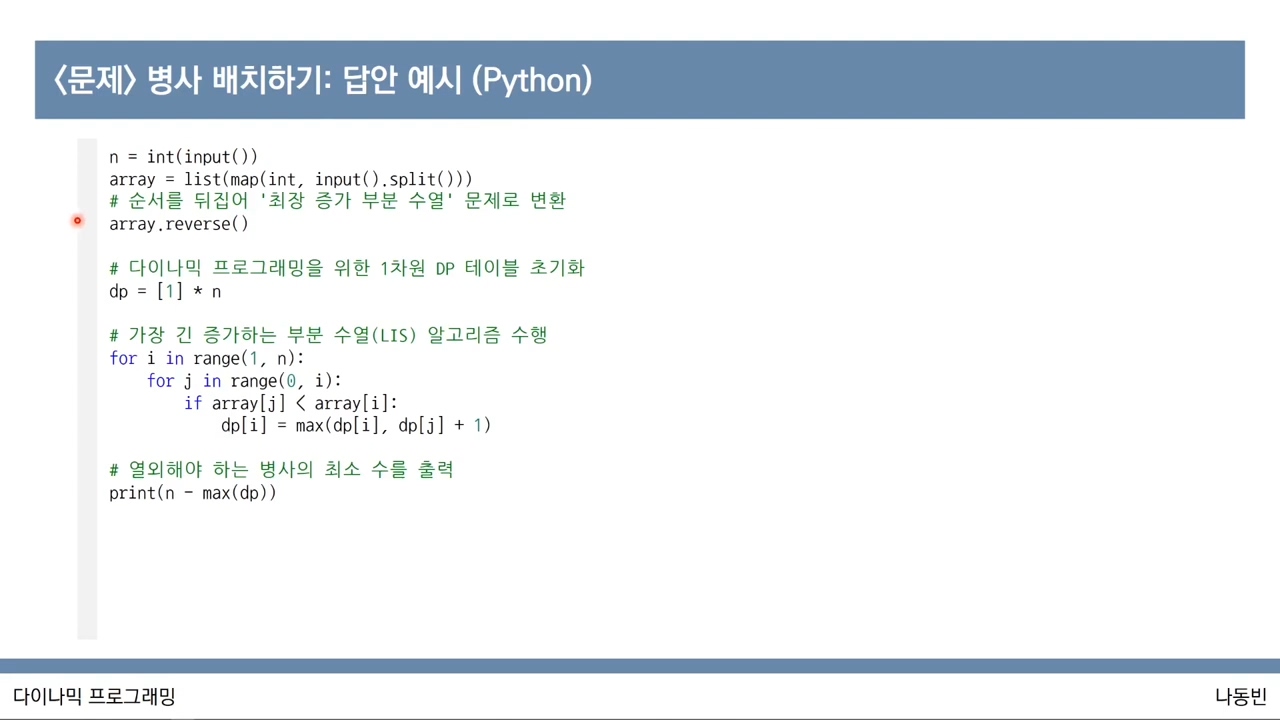 <문제> 병사 배치하기: 답안 예시 (Python)
n = int(input())
array = list(map(int, input().split()))
# 순서를 뒤집어 '최장 증가 부분 수열' 문제로 변환
array.reverse()
# 다이나믹 프로그래밍을 위한 1차원 DP 테이블 초기화
dp = [1] * n
# 가장 긴 증가하는 부분 수열(LIS) 알고리즘 수행
for i in range(1, n):
    for j in range(0, i):
        if array[j] < array[i]:
            dp[i] = max(dp[i], dp[j] + 1)
# 열외해야 하는 병사의 최소 수를 출력
print(n - max(dp))
다이나믹 프로그래밍
나동빈